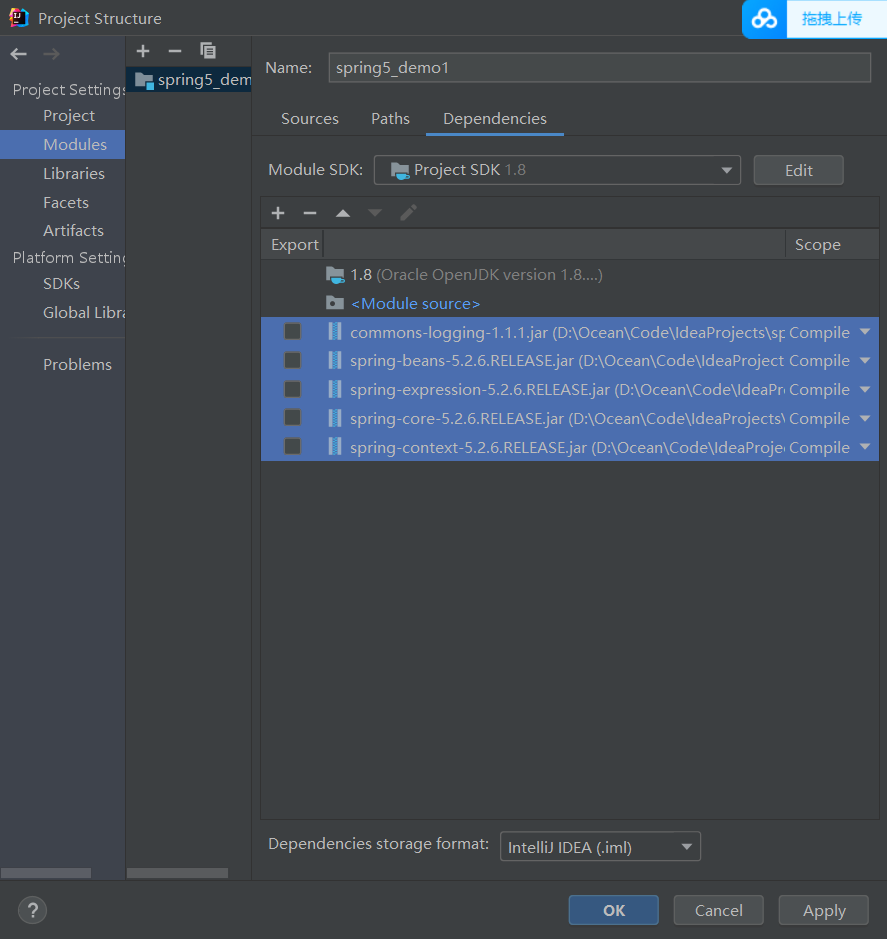 Project Structure
拖拽上传
Project Settings
Project
Modules
Libraries
Facets
Artifacts
Platform Setting
SDKs
Global Libra
Problems
spring5_dem
Name: spring5_demo1
Sources Paths Dependencies
Module SDK: Project SDK 1.8 Edit
Export Scope
1.8 (Oracle OpenJDK version 1.8....)
<Module source>
commons-logging-1.1.1.jar (D:\Ocean\Code\IdeaProjects\sp Compile
spring-beans-5.2.6.RELEASE.jar (D:\Ocean\Code\IdeaProject Compile
spring-expression-5.2.6.RELEASE.jar (D:\Ocean\Code\IdeaPr Compile
spring-core-5.2.6.RELEASE.jar (D:\Ocean\Code\IdeaProjects\ Compile
spring-context-5.2.6.RELEASE.jar (D:\Ocean\Code\IdeaProje Compile
Dependencies storage format: IntelliJ IDEA (.iml)
? OK Cancel Apply